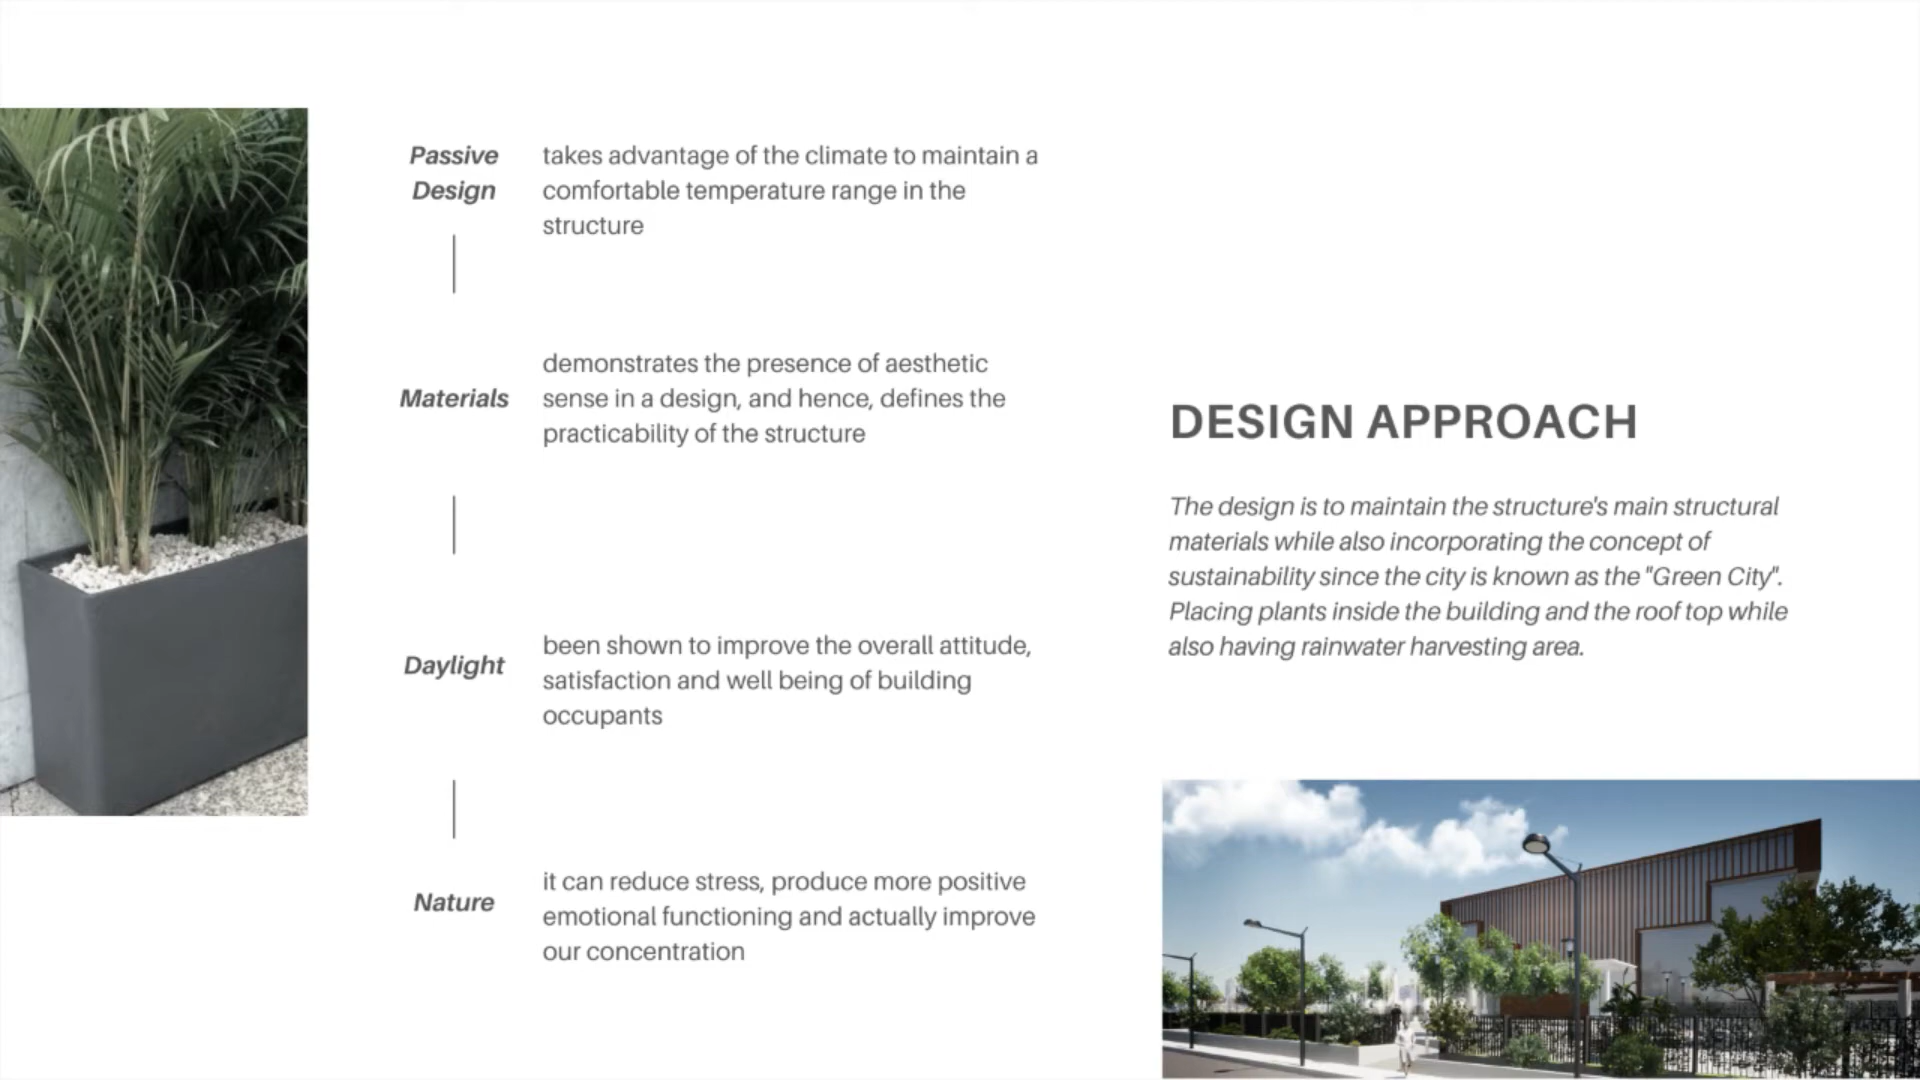 Passive
Design
takes advantage of the climate to maintain a
comfortable temperature range in the
structure
Materials
demonstrates the presence of aesthetic
sense in a design, and hence, defines the
practicability of the structure
Daylight
been shown to improve the overall attitude,
satisfaction and well being of building
occupants
Nature
it can reduce stress, produce more positive
emotional functioning and actually improve
our concentration
DESIGN APPROACH
The design is to maintain the structure's main structural
materials while also incorporating the concept of
sustainability since the city is known as the "Green City".
Placing plants inside the building and the roof top while
also having rainwater harvesting area.